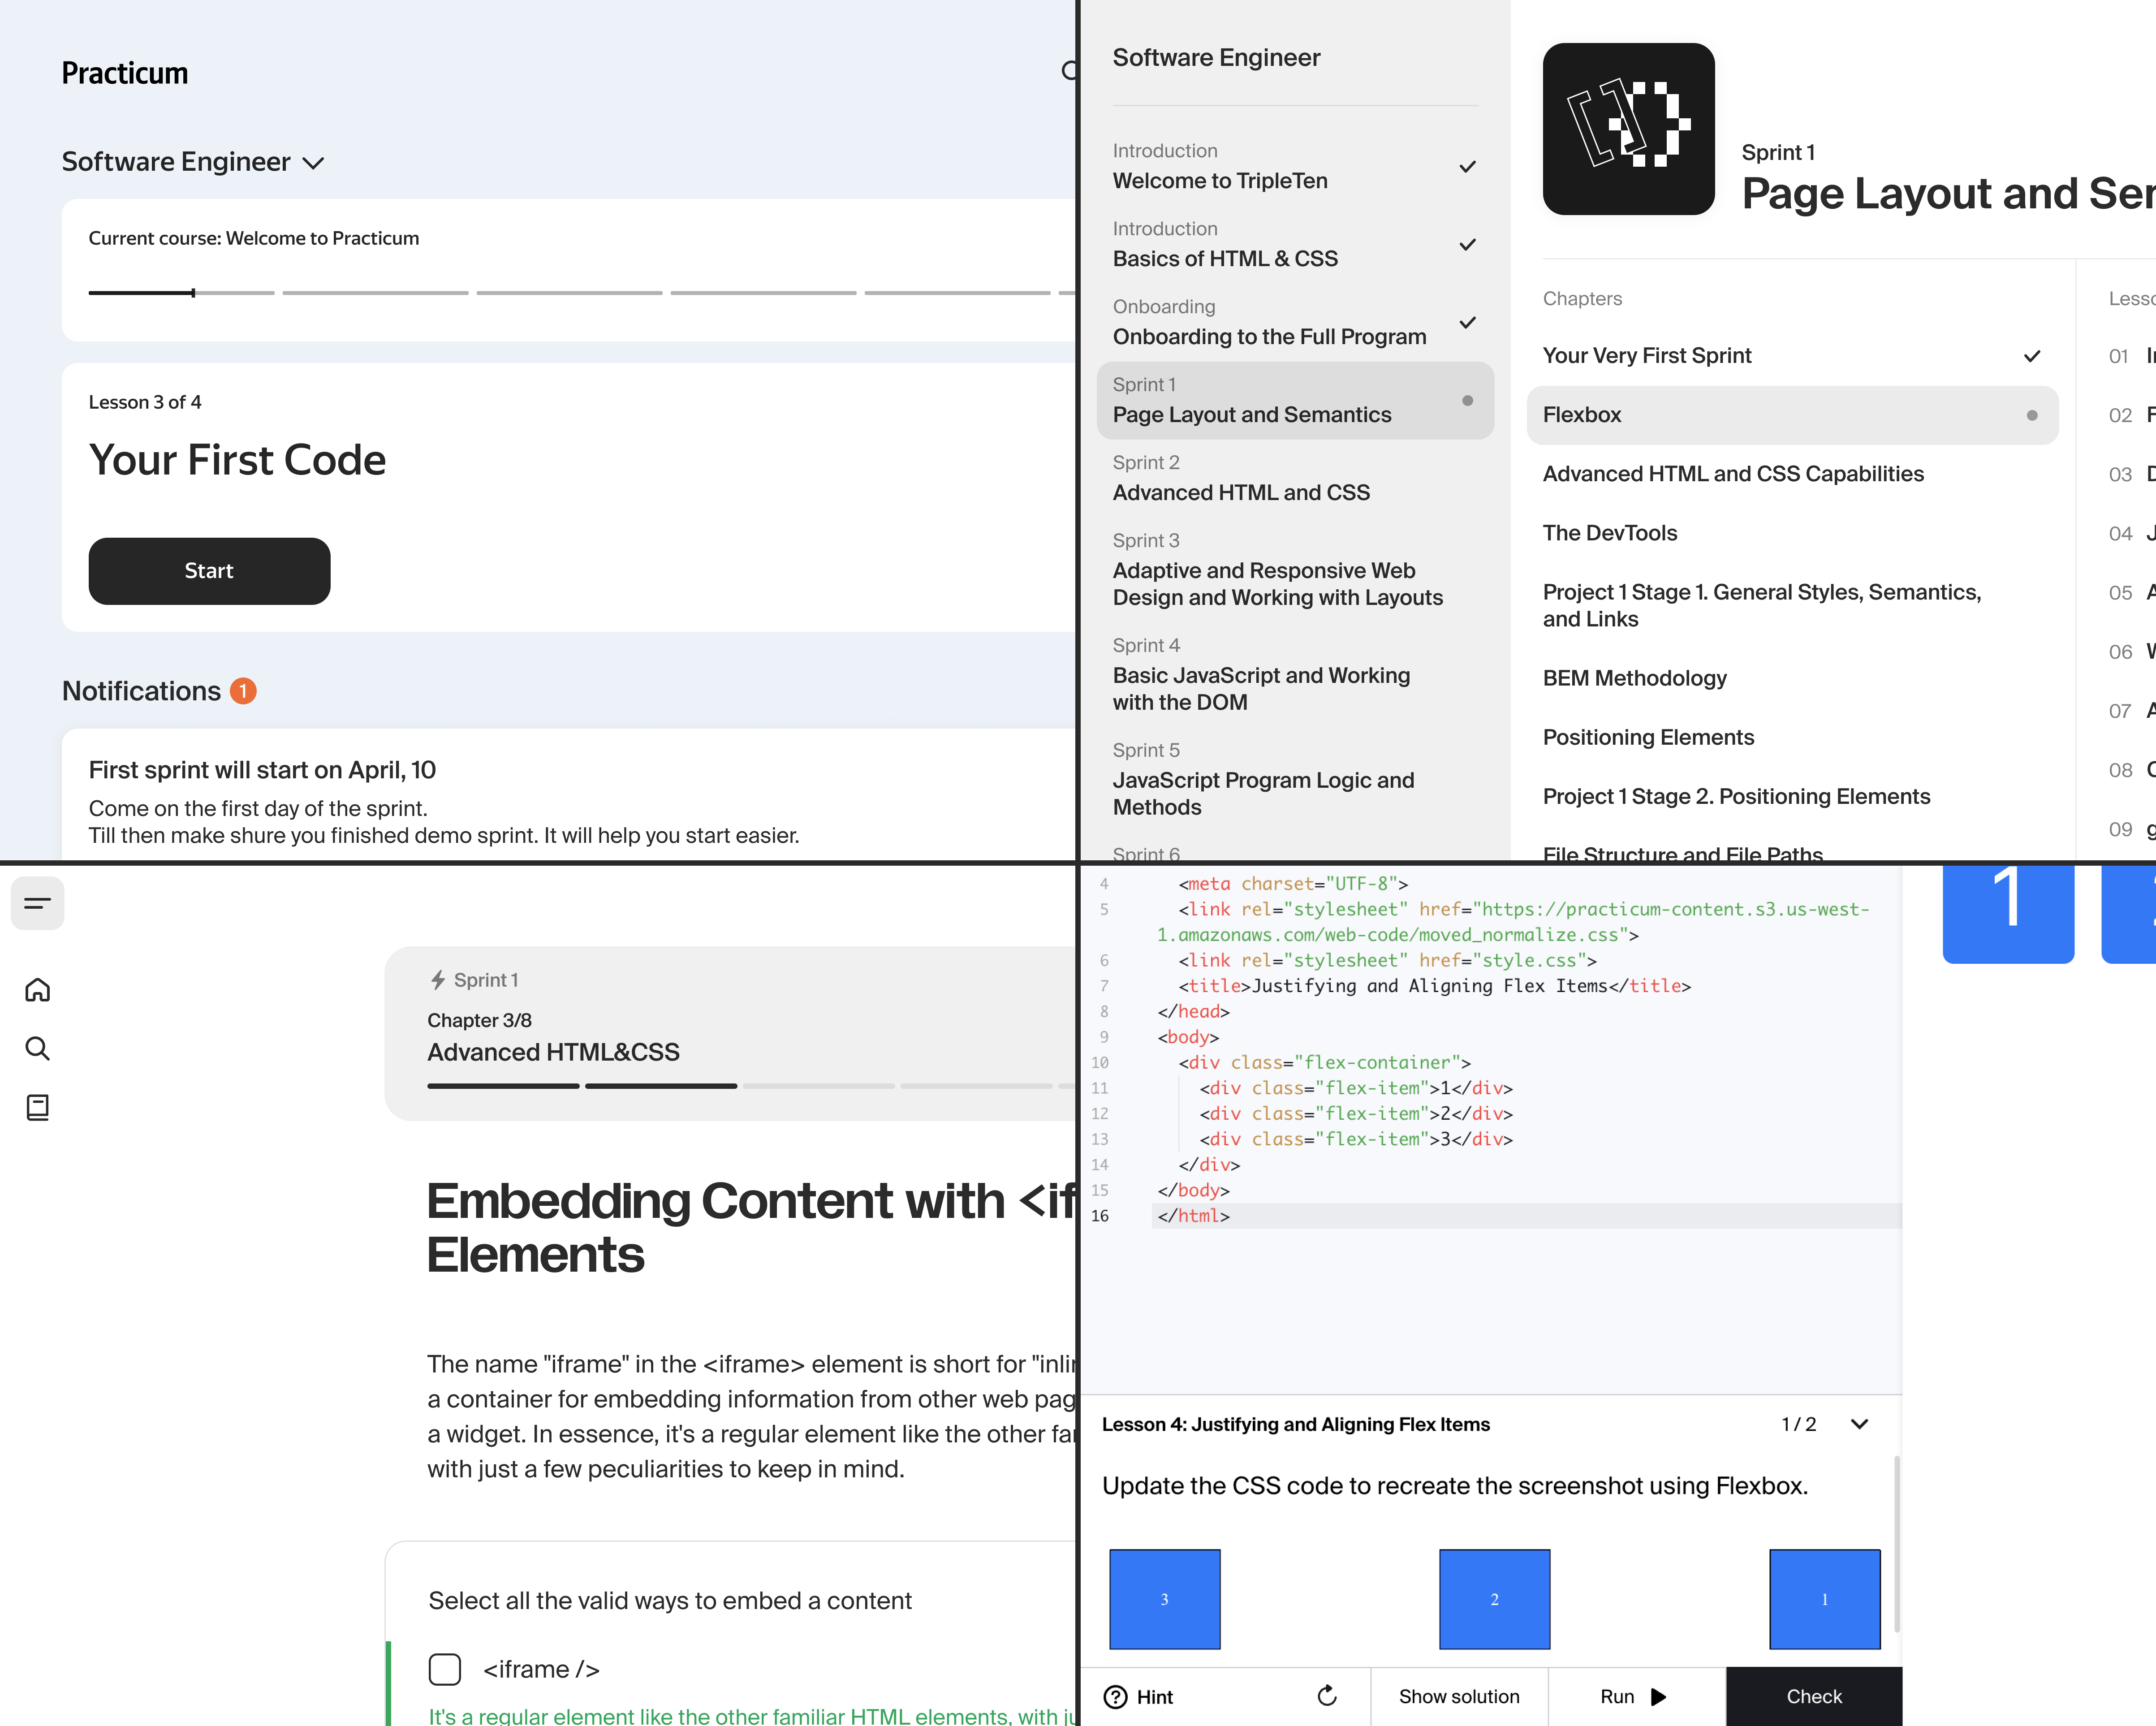 Practicum
Software Engineer
Current course: Welcome to Practicum
Lesson 3 of 4
Your First Code
Start
Notifications 1
First sprint will start on April, 10
Come on the first day of the sprint.
Till then make shure you finished demo sprint. It will help you start easier.
Software Engineer
Introduction
Welcome to TripleTen
Introduction
Basics of HTML & CSS
Onboarding
Onboarding to the Full Program
Sprint 1
Page Layout and Semantics
Sprint 2
Advanced HTML and CSS
Sprint 3
Adaptive and Responsive Web
Design and Working with Layouts
Sprint 4
Basic JavaScript and Working
with the DOM
Sprint 5
JavaScript Program Logic and
Methods
Sprint 6
Sprint 1
Page Layout and
Chapters
Your Very First Sprint
Flexbox
Advanced HTML and CSS Capabilities
The DevTools
Project 1 Stage 1. General Styles, Semantics,
and Links
BEM Methodology
Positioning Elements
Project 1 Stage 2. Positioning Elements
File Structure and File Paths
01
02
03
04
05
06
07
08
09
Sprint 1
Chapter 3/8
Advanced HTML&CSS
Embedding Content with
Elements
The name "iframe" in the <iframe> element is short for
a container for embedding information from other web
a widget. In essence, it's a regular element like the other
with just a few peculiarities to keep in mind.
Select all the valid ways to embed a content
<iframe />
It's a regular element like the other familiar HTML elements, with
4 <meta charset="UTF-8">
5 <link rel="stylesheet" href="https://practicum-content.s3.us-west-
1.amazonaws.com/web-code/moved_normalize.css">
6 <link rel="stylesheet" href="style.css">
7 <title>Justifying and Aligning Flex Items</title>
8 </head>
9 <body>
10 <div class="flex-container">
11 <div class="flex-item">1</div>
12 <div class="flex-item">2</div>
13 <div class="flex-item">3</div>
14 </div>
15 </body>
16 </html>
1
Lesson 4: Justifying and Aligning Flex Items 1 / 2
Update the CSS code to recreate the screenshot using Flexbox.
3 2 1
Hint Show solution Run Check